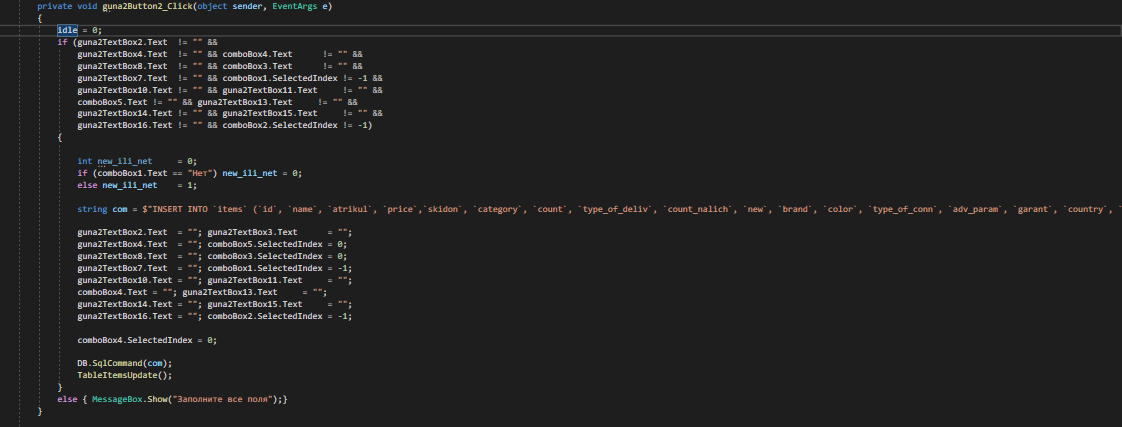 private void guna2Button2_Click(object sender, EventArgs e)
{
idle = 0;
if (guna2TextBox2.Text != "" &&
guna2TextBox4.Text != "" && comboBox4.Text != "" &&
guna2TextBox8.Text != "" && comboBox3.Text != "" &&
guna2TextBox7.Text != "" && comboBox1.SelectedIndex != -1 &&
guna2TextBox10.Text != "" && guna2TextBox11.Text != "" &&
comboBox5.Text != "" && guna2TextBox13.Text != "" &&
guna2TextBox14.Text != "" && guna2TextBox15.Text != "" &&
guna2TextBox16.Text != "" && comboBox2.SelectedIndex != -1)
{
int new_ili_net = 0;
if (comboBox1.Text == "Нет") new_ili_net = 0;
else new_ili_net = 1;
string com = $"INSERT INTO `items` (`id`, `name`, `atrikul`, `price`,`skidon`, `category`, `count`, `type_of_deliv`, `count_nalich`, `new`, `brand`, `color`, `type_of_conn`, `adv_param`, `garant`, `country`, `
guna2TextBox2.Text = ""; guna2TextBox3.Text = "";
guna2TextBox4.Text = ""; comboBox5.SelectedIndex = 0;
guna2TextBox8.Text = ""; comboBox3.SelectedIndex = 0;
guna2TextBox7.Text = ""; comboBox1.SelectedIndex = -1;
guna2TextBox10.Text = ""; guna2TextBox11.Text = "";
comboBox4.Text = ""; guna2TextBox13.Text = "";
guna2TextBox14.Text = ""; guna2TextBox15.Text = "";
guna2TextBox16.Text = ""; comboBox2.SelectedIndex = -1;
comboBox4.SelectedIndex = 0;
DB.SqlCommand(com);
TableItemsUpdate();
}
else { MessageBox.Show("Заполните все поля");}
}